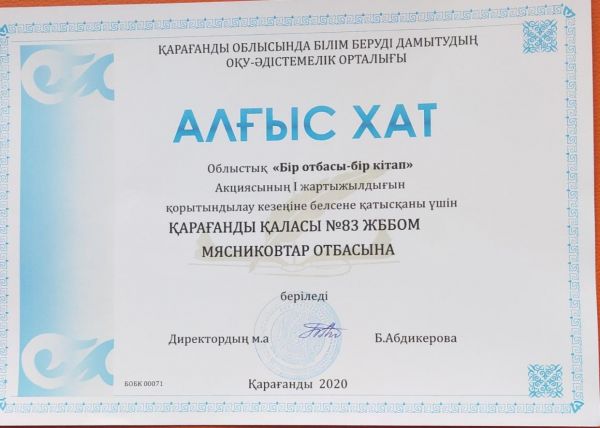 ҚАРАҒАНДЫ ОБЛЫСЫНДА БІЛІМ БЕРУДІ ДАМЫТУДЫҢ
ОҚУ-ӘДІСТЕМЕЛІК ОРТАЛЫҒЫ
АЛҒЫС ХАТ
Облыстық «Бір отбасы-бір кітап»
Акциясының І жартыжылдығын
қорытындылау кезеңіне белсене қатысқаны үшін
ҚАРАҒАНДЫ ҚАЛАСЫ №83 ЖББОМ
МЯСНИКОВТАР ОТБАСЫНА
беріледі
Директордың м.а
Б.Абдикерова
БОБК 00071
Қарағанды 2020